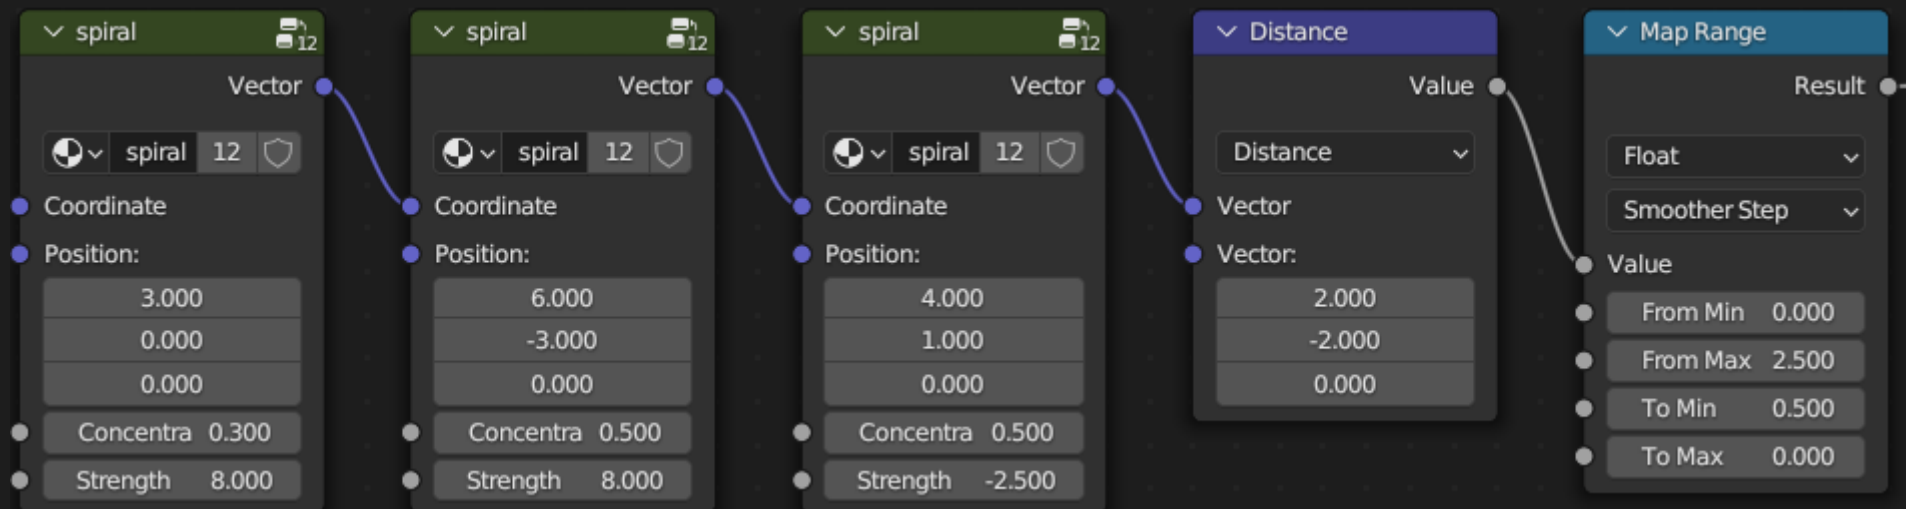 spiral 12
Vector
spiral 12
Coordinate
Position:
3.000
0.000
0.000
Concentra 0.300
Strength 8.000
spiral 12
Vector
spiral 12
Coordinate
Position:
6.000
-3.000
0.000
Concentra 0.500
Strength 8.000
spiral 12
Vector
spiral 12
Coordinate
Position:
4.000
1.000
0.000
Concentra 0.500
Strength -2.500
Distance
Value
Distance
Vector
Vector:
2.000
-2.000
0.000
Map Range
Result
Float
Smoother Step
Value
From Min 0.000
From Max 2.500
To Min 0.500
To Max 0.000